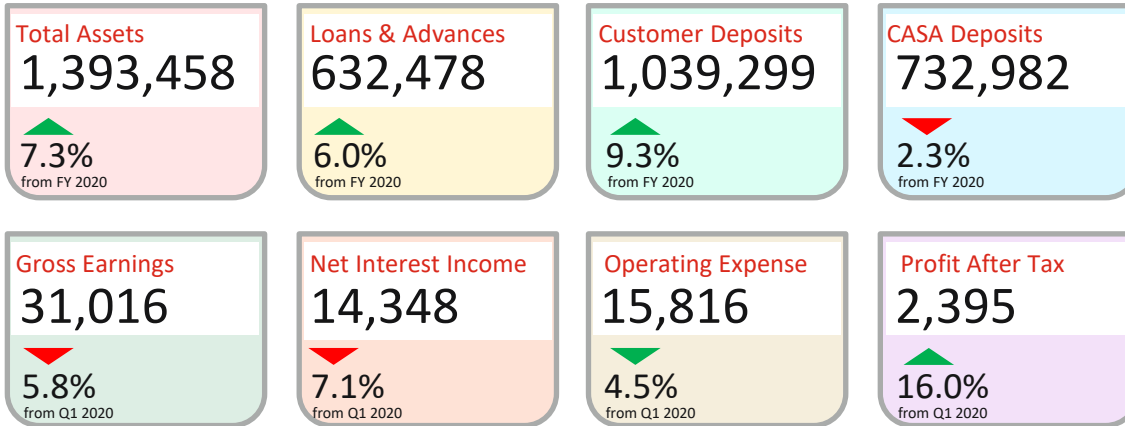 Total Assets
1,393,458
7.3%
from FY 2020
Loans & Advances
632,478
6.0%
from FY 2020
Customer Deposits
1,039,299
9.3%
from FY 2020
CASA Deposits
732,982
2.3%
from FY 2020
Gross Earnings
31,016
5.8%
from Q1 2020
Net Interest Income
14,348
7.1%
from Q1 2020
Operating Expense
15,816
4.5%
from Q1 2020
Profit After Tax
2,395
16.0%
from Q1 2020